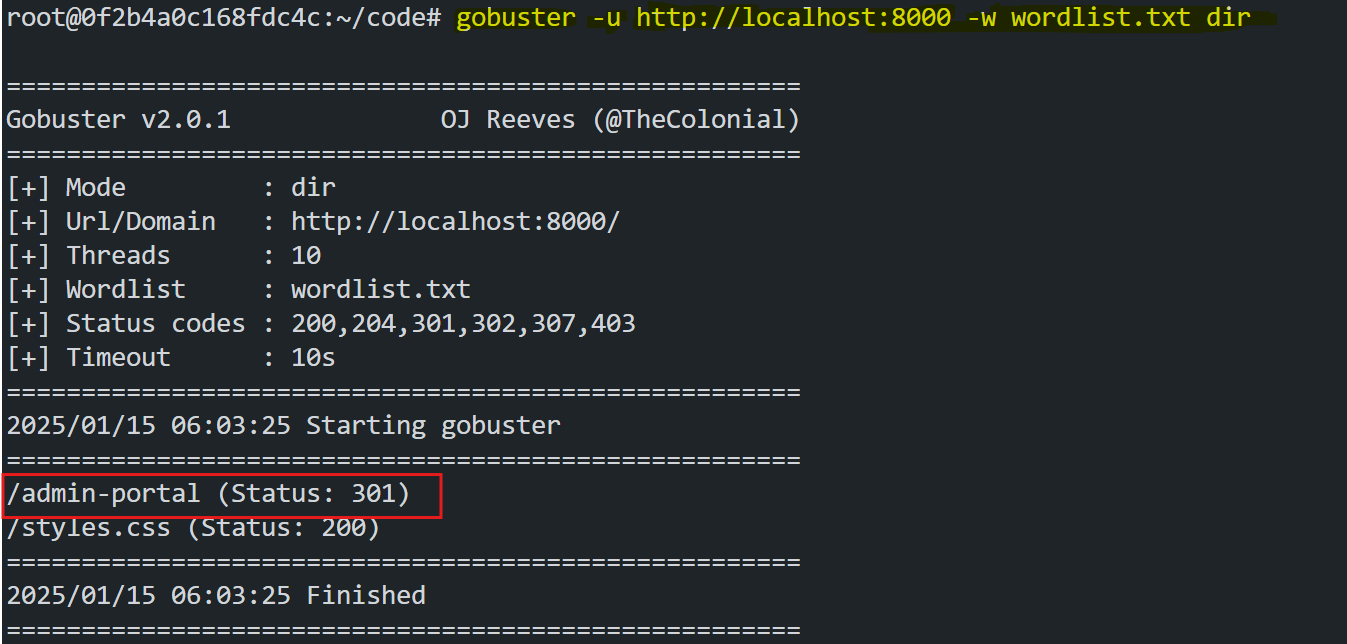 root@0f2b4a0c168fdc4c:~/code# gobuster -u http://localhost:8000 -w wordlist.txt dir
=====================================================
Gobuster v2.0.1              OJ Reeves (@TheColonial)
=====================================================
[+] Mode         : dir
[+] Url/Domain   : http://localhost:8000/
[+] Threads      : 10
[+] Wordlist     : wordlist.txt
[+] Status codes : 200,204,301,302,307,403
[+] Timeout      : 10s
=====================================================
2025/01/15 06:03:25 Starting gobuster
=====================================================
/admin-portal (Status: 301)
/styles.css (Status: 200)
=====================================================
2025/01/15 06:03:25 Finished
=====================================================